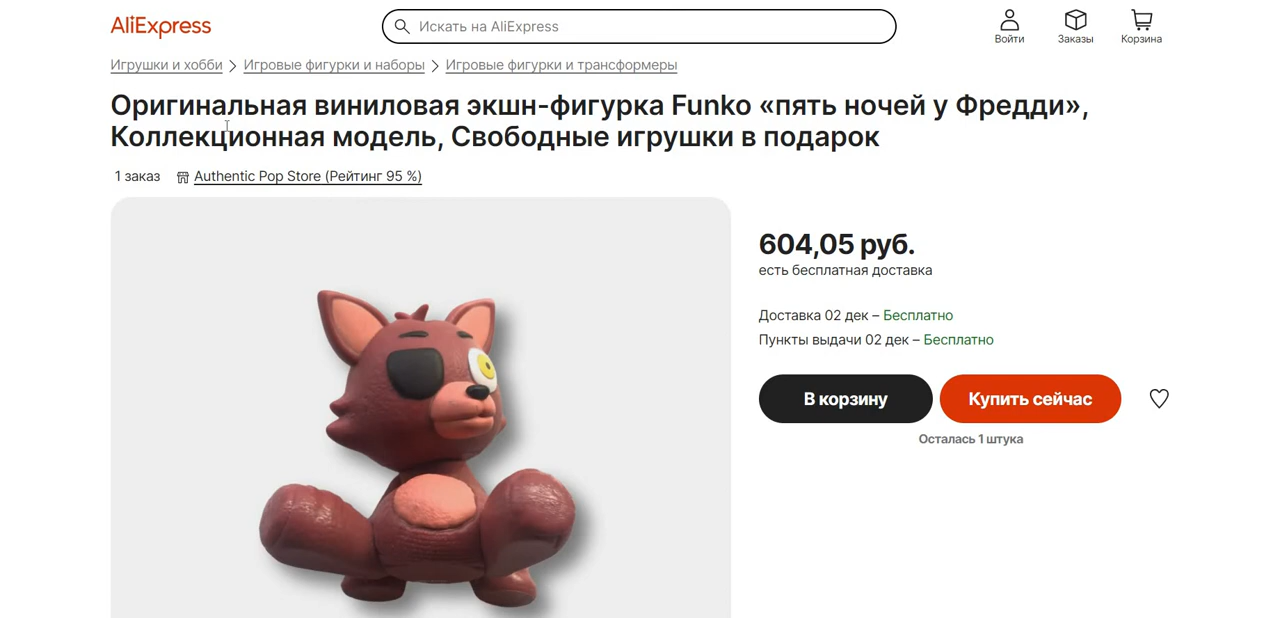 AliExpress
Искать на AliExpress
Войти
Заказы
Корзина
Игрушки и хобби > Игровые фигурки и наборы > Игровые фигурки и трансформеры
Оригинальная виниловая экшн-фигурка Funko «пять ночей у Фредди»,
Коллекционная модель, Свободные игрушки в подарок
1 заказ Authentic Pop Store (Рейтинг 95 %)
604,05 руб.
есть бесплатная доставка
Доставка 02 дек – Бесплатно
Пункты выдачи 02 дек – Бесплатно
В корзину
Купить сейчас
Осталась 1 штука